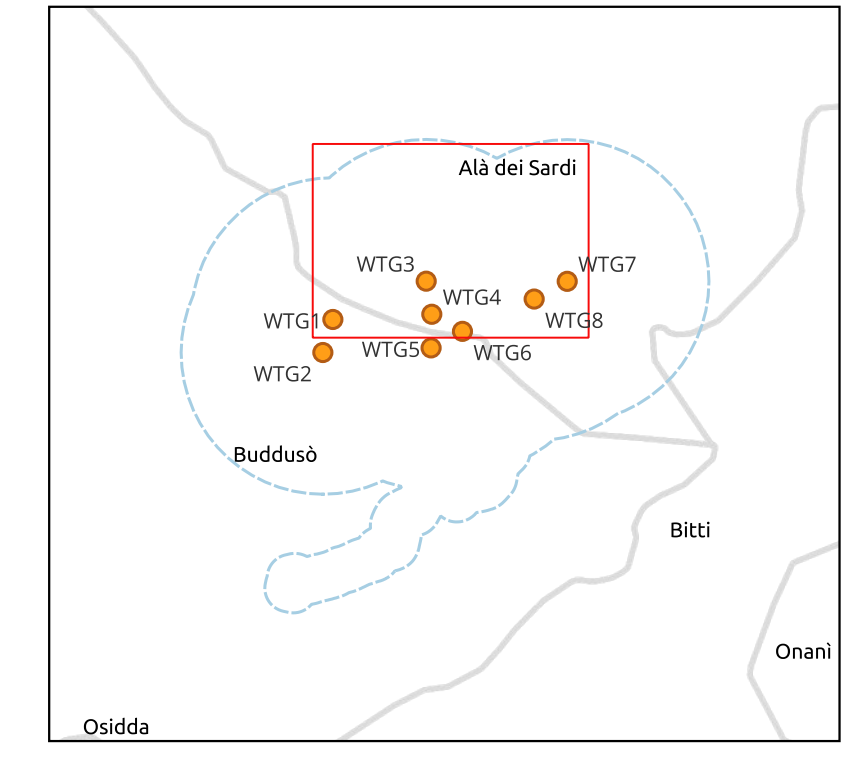 Alà dei Sardi
WTG3
WTG7
WTG4
WTG1
WTG8
WTG5
WTG6
WTG2
Buddusò
Bitti
Onanì
Osidda